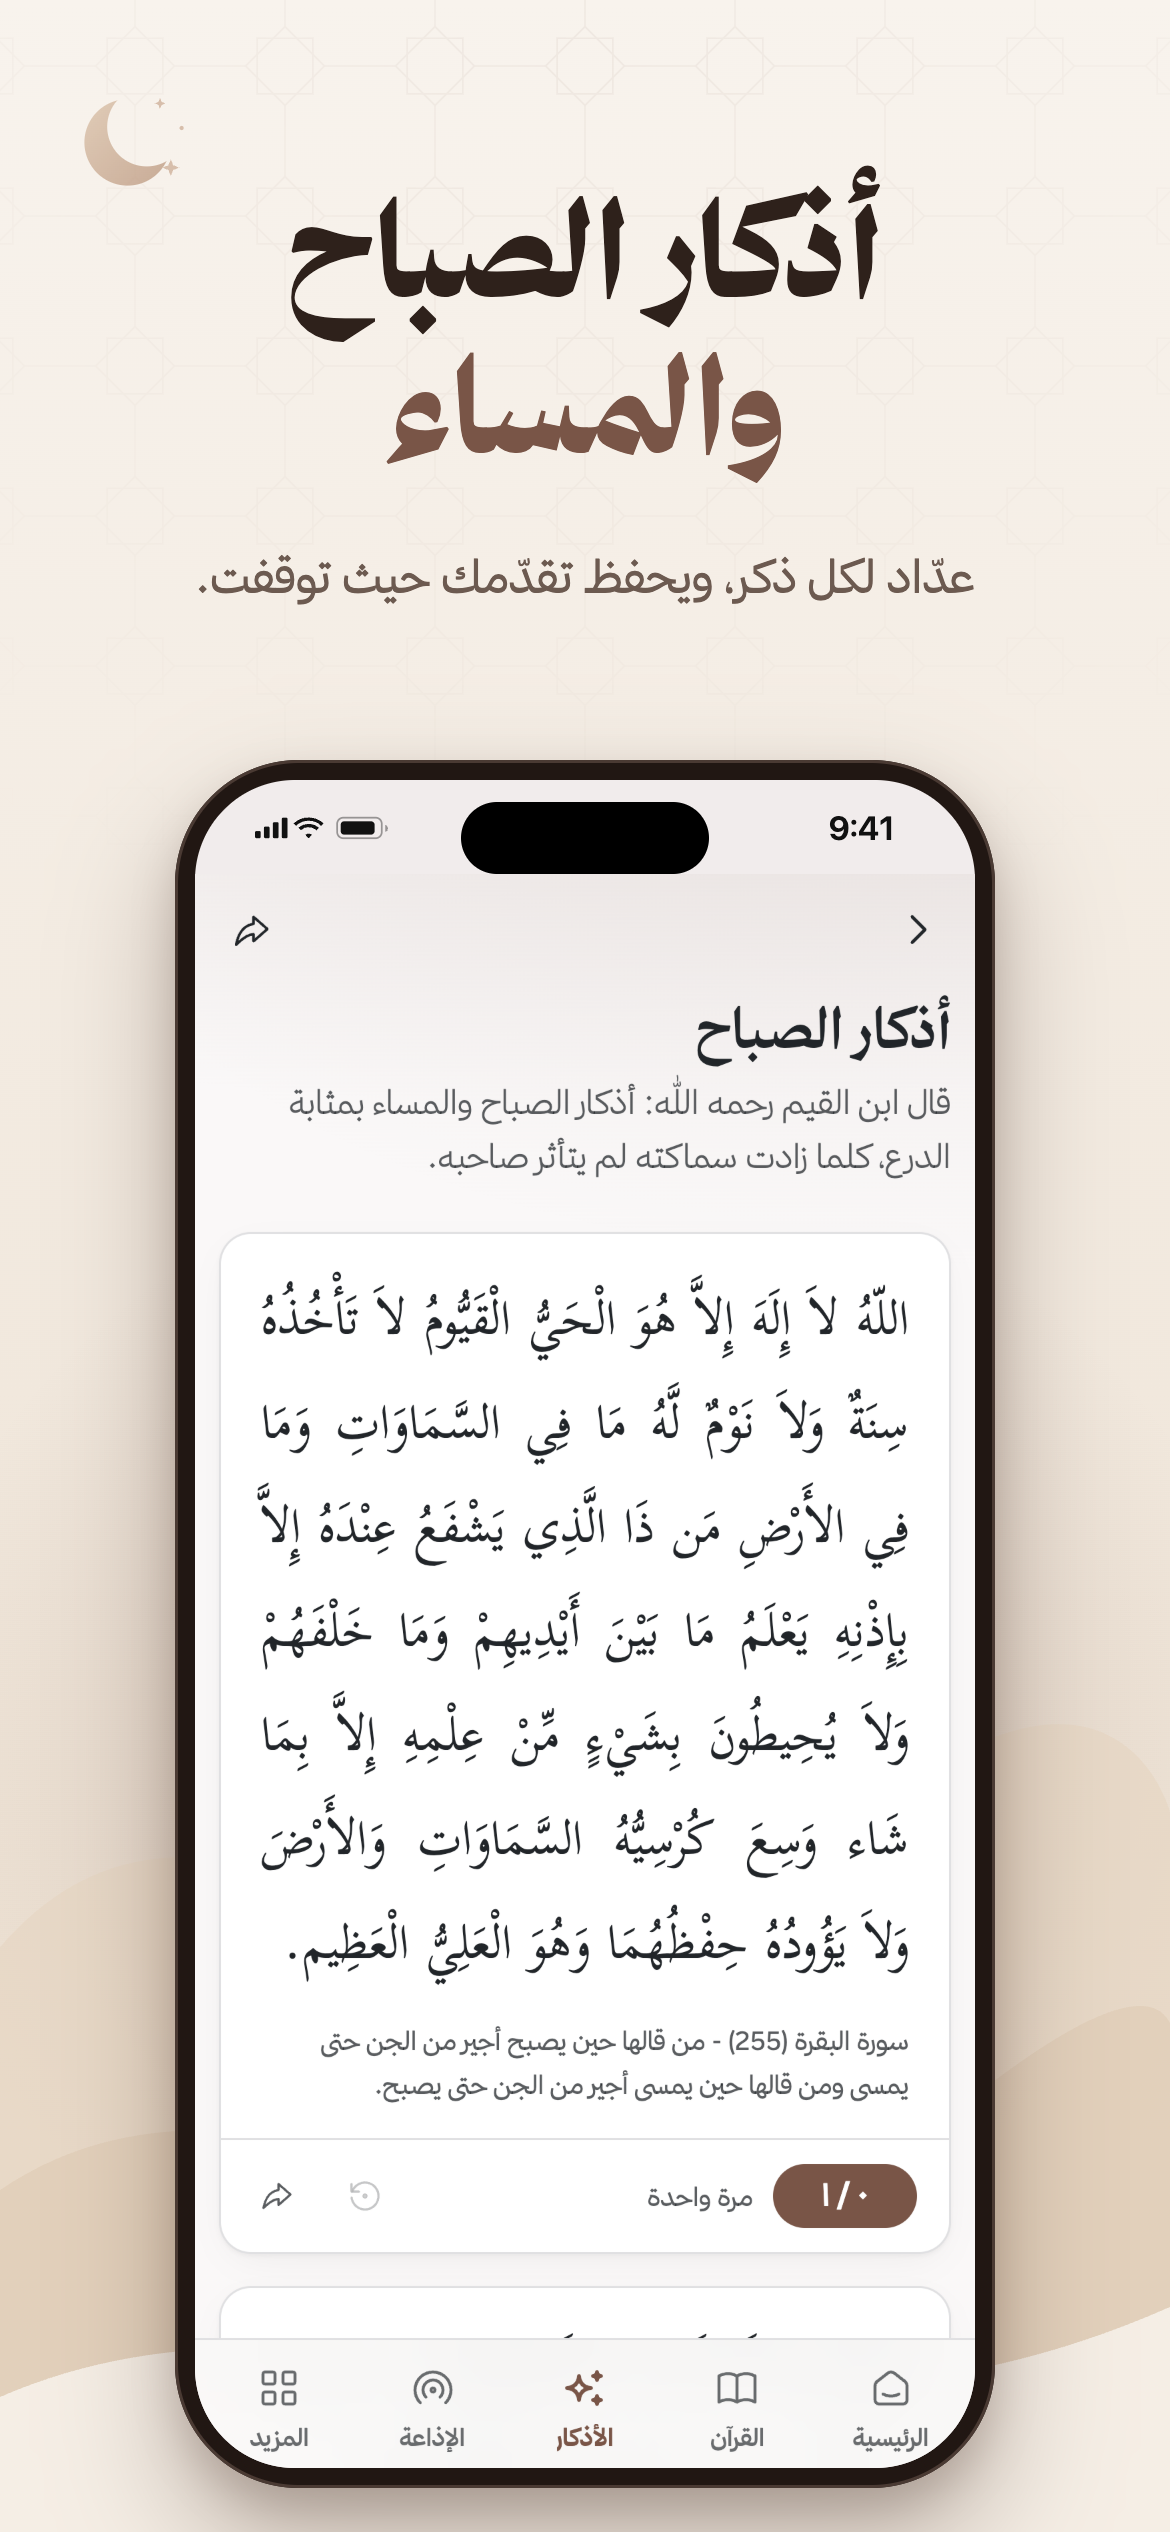 أذكار الصباح
والمساء
عدّاد لكل ذكر، ويحفظ تقدّمك حيث توقفت.
9:41
أذكار الصباح
قال ابن القيم رحمه الله: أذكار الصباح والمساء بمثابة
الدرع، كلما زادت سماكته لم يتأثر صاحبه.
اللّهُ لاَ إِلَهَ إِلاَّ هُوَ الْحَيُّ الْقَيُّومُ لاَ تَأْخُذُهُ
سِنَةٌ وَلاَ نَوْمٌ لَّهُ مَا فِي السَّمَاوَاتِ وَمَا
فِي الأَرْضِ مَن ذَا الَّذِي يَشْفَعُ عِنْدَهُ إِلاَّ
بِإِذْنِهِ يَعْلَمُ مَا بَيْنَ أَيْدِيهِمْ وَمَا خَلْفَهُمْ
وَلاَ يُحِيطُونَ بِشَيْءٍ مِّنْ عِلْمِهِ إِلاَّ بِمَا
شَاء وَسِعَ كُرْسِيُّهُ السَّمَاوَاتِ وَالأَرْضَ
وَلاَ يَؤُودُهُ حِفْظُهُمَا وَهُوَ الْعَلِيُّ الْعَظِيم.
سورة البقرة (255) - من قالها حين يصبح أجير من الجن حتى
يمسى ومن قالها حين يمسى أجير من الجن حتى يصبح.
٠ / ١
مرة واحدة
الرئيسية
القرآن
الأذكار
الإذاعة
المزيد